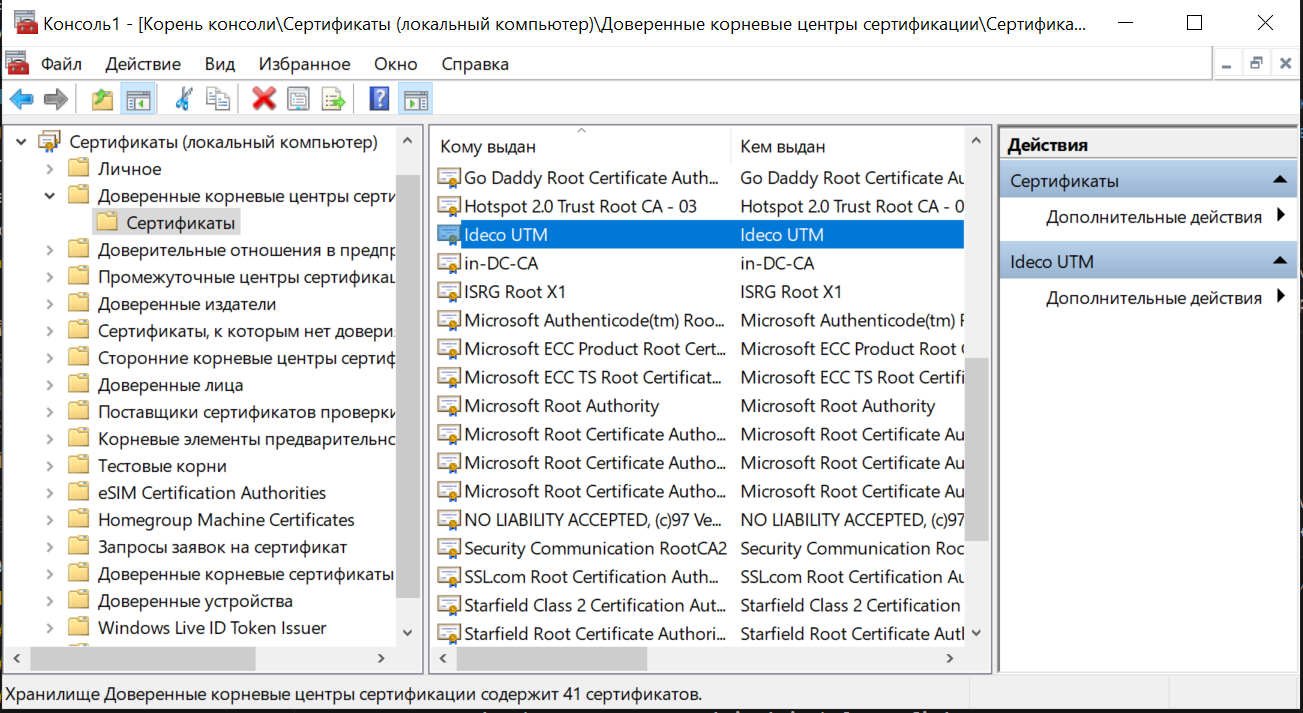 Консоль1 - [Корень консоли\Сертификаты (локальный компьютер)\Доверенные корневые центры сертификации\Сертифика...
Файл Действие Вид Избранное Окно Справка
Сертификаты (локальный компьютер)
Личное
Доверенные корневые центры серти
Сертификаты
Доверительные отношения в предпр
Промежуточные центры сертификац
Доверенные издатели
Сертификаты, к которым нет довери
Сторонние корневые центры сертиф
Доверенные лица
Поставщики сертификатов проверки
Корневые элементы предварительно
Тестовые корни
eSIM Certification Authorities
Homegroup Machine Certificates
Запросы заявок на сертификат
Доверенные корневые сертификаты
Доверенные устройства
Windows Live ID Token Issuer
Кому выдан Кем выдан
Go Daddy Root Certificate Auth... Go Daddy Root Certificate Au
Hotspot 2.0 Trust Root CA - 03 Hotspot 2.0 Trust Root CA - 0
Ideco UTM Ideco UTM
in-DC-CA in-DC-CA
ISRG Root X1 ISRG Root X1
Microsoft Authenticode(tm) Roo... Microsoft Authenticode(tm) F
Microsoft ECC Product Root Cert... Microsoft ECC Product Root (
Microsoft ECC TS Root Certificat... Microsoft ECC TS Root Certifi
Microsoft Root Authority Microsoft Root Authority
Microsoft Root Certificate Autho... Microsoft Root Certificate Au
Microsoft Root Certificate Autho... Microsoft Root Certificate Au
Microsoft Root Certificate Autho... Microsoft Root Certificate Au
NO LIABILITY ACCEPTED, (c)97 Ve... NO LIABILITY ACCEPTED, (c)97
Security Communication RootCA2 Security Communication Roo
SSL.com Root Certification Auth... SSL.com Root Certification Au
Starfield Class 2 Certification Aut... Starfield Class 2 Certification
Starfield Root Certificate Authori... Starfield Root Certificate Autl
Действия
Сертификаты
Дополнительные действия
Ideco UTM
Дополнительные действия
Хранилище Доверенные корневые центры сертификации содержит 41 сертификатов.